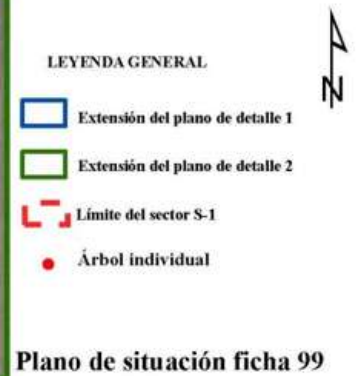 LEYENDA GENERAL
N
Extensión del plano de detalle 1
Extensión del plano de detalle 2
Límite del sector S-1
Árbol individual
Plano de situación ficha 99